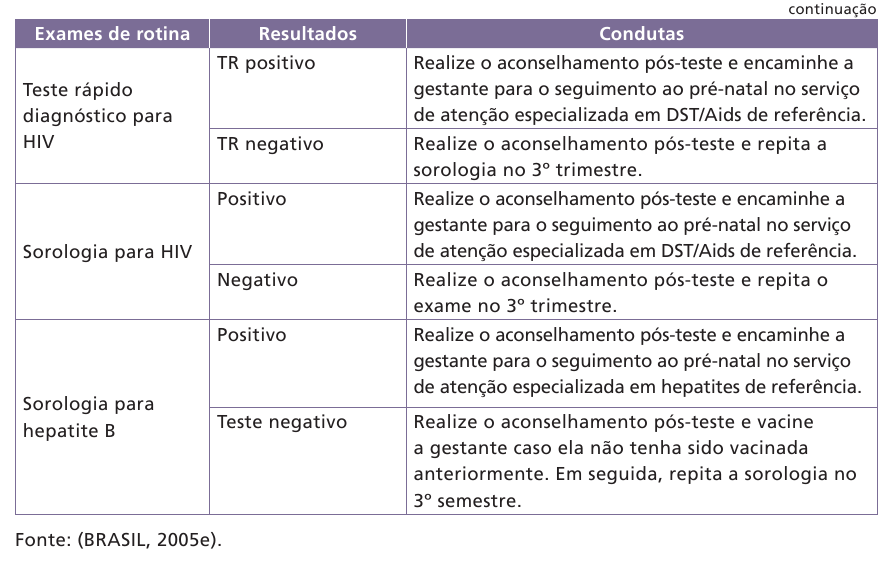 continuação
Exames de rotina Resultados Condutas
Teste rápido
diagnóstico para
HIV
TR positivo
Realize o aconselhamento pós-teste e encaminhe a
gestante para o seguimento ao pré-natal no serviço
de atenção especializada em DST/Aids de referência.
TR negativo
Realize o aconselhamento pós-teste e repita a
sorologia no 3º trimestre.
Sorologia para HIV
Positivo
Realize o aconselhamento pós-teste e encaminhe a
gestante para o seguimento ao pré-natal no serviço
de atenção especializada em DST/Aids de referência.
Negativo
Realize o aconselhamento pós-teste e repita o
exame no 3º trimestre.
Sorologia para
hepatite B
Positivo
Realize o aconselhamento pós-teste e encaminhe a
gestante para o seguimento ao pré-natal no serviço
de atenção especializada em hepatites de referência.
Teste negativo
Realize o aconselhamento pós-teste e vacine
a gestante caso ela não tenha sido vacinada
anteriormente. Em seguida, repita a sorologia no
3º semestre.
Fonte: (BRASIL, 2005e).